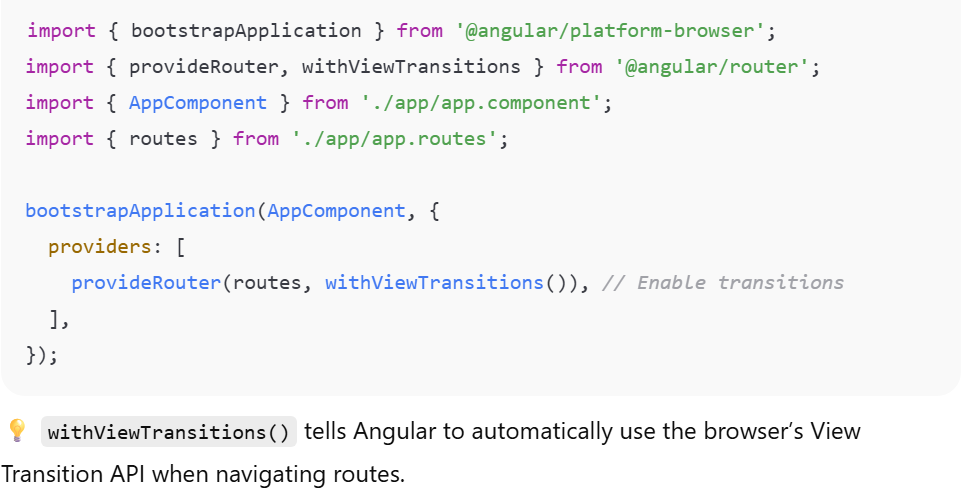 import { bootstrapApplication } from '@angular/platform-browser';
import { provideRouter, withViewTransitions } from '@angular/router';
import { AppComponent } from './app/app.component';
import { routes } from './app/app.routes';
bootstrapApplication(AppComponent, {
  providers: [
    provideRouter(routes, withViewTransitions()), // Enable transitions
  ],
});
💡 withViewTransitions() tells Angular to automatically use the browser’s View
Transition API when navigating routes.